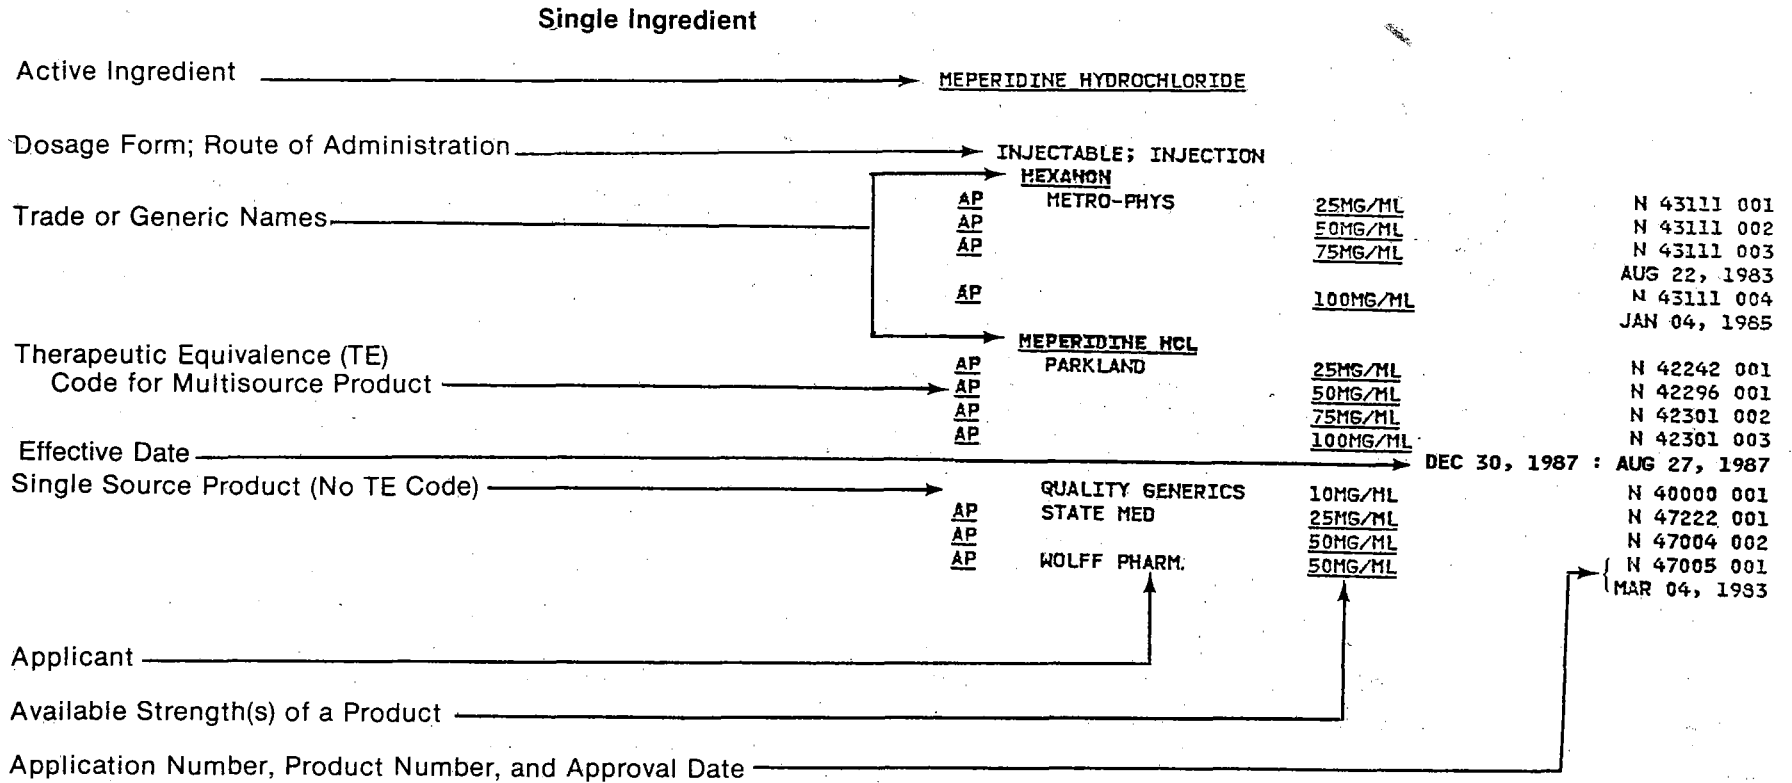 Single Ingredient
Active Ingredient MEPERIDINE HYDROCHLORIDE
Dosage Form; Route of Administration INJECTABLE; INJECTION
HEXANON
AP METRO-PHYS 25MG/ML N 43111 001
Trade or Generic Names
AP 50MG/ML N 43111 002
AP 75MG/ML N 43111 003
AUG 22, 1983
AP 100MG/ML N 43111 004
JAN 04, 1985
MEPERIDINE HCL
Therapeutic Equivalence (TE)
AP PARKLAND 25MG/ML N 42242 001
Code for Multisource Product AP 50MG/ML N 42296 001
AP 75MG/ML N 42301 002
AP 100MG/ML N 42301 003
Effective Date DEC 30, 1987 : AUG 27, 1987
Single Source Product (No TE Code) QUALITY GENERICS 10MG/ML N 40000 001
AP STATE MED 25MG/ML N 47222 001
AP 50MG/ML N 47004 002
AP WOLFF PHARM. 50MG/ML N 47005 001
MAR 04, 1983
Applicant
Available Strength(s) of a Product
Application Number, Product Number, and Approval Date